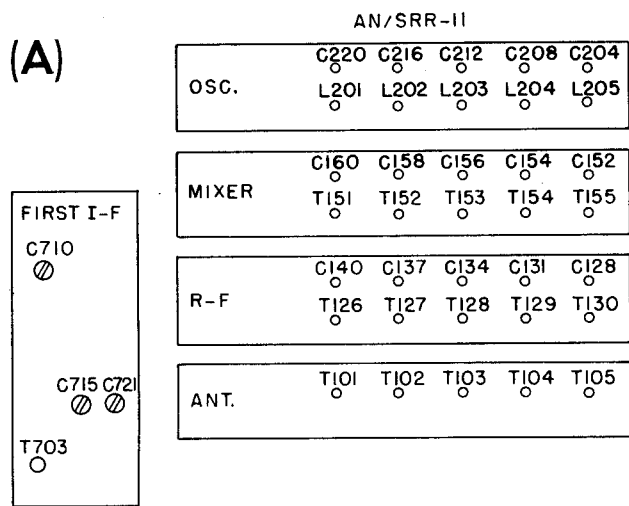 AN/SRR-11
(A)
C220 C216 C212 C208 C204
OSC.
L201 L202 L203 L204 L205
C160 C158 C156 C154 C152
MIXER
T151 T152 T153 T154 T155
FIRST I-F
C710
C140 C137 C134 C131 C128
R-F
T126 T127 T128 T129 T130
C715 C721
ANT.
T101 T102 T103 T104 T105
T703